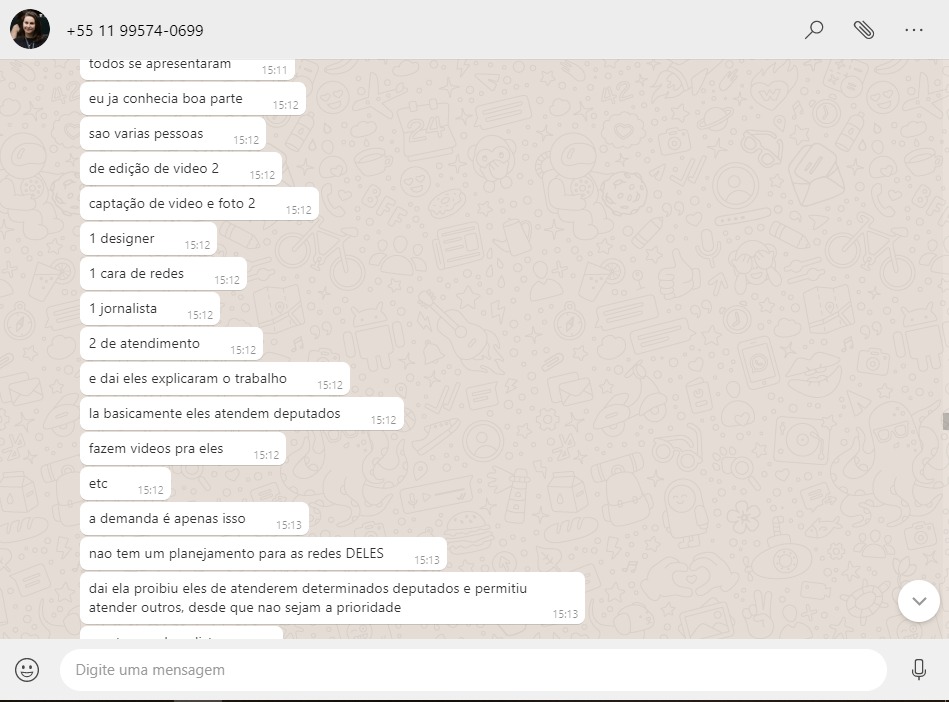 +55 11 99574-0699
todos se apresentaram 15:11
eu ja conhecia boa parte 15:12
sao varias pessoas 15:12
de edição de video 2 15:12
captação de video e foto 2 15:12
1 designer 15:12
1 cara de redes 15:12
1 jornalista 15:12
2 de atendimento 15:12
e dai eles explicaram o trabalho 15:12
la basicamente eles atendem deputados 15:12
fazem videos pra eles 15:12
etc 15:12
a demanda é apenas isso 15:13
nao tem um planejamento para as redes DELES 15:13
dai ela proibiu eles de atenderem determinados deputados e permitiu
atender outros, desde que nao sejam a prioridade 15:13
Digite uma mensagem